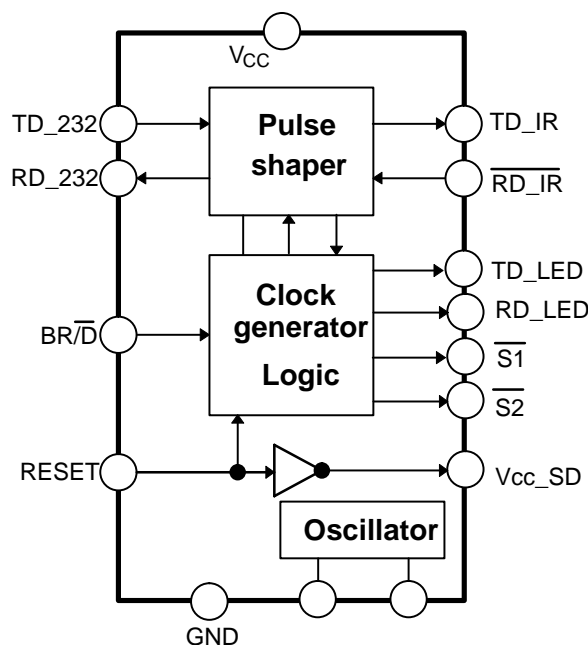 VCC
TD_232
Pulse
shaper
TD_IR
RD_232
RD_IR
TD_LED
Clock
generator
Logic
RD_LED
BR/D
S1
S2
RESET
Vcc_SD
Oscillator
GND